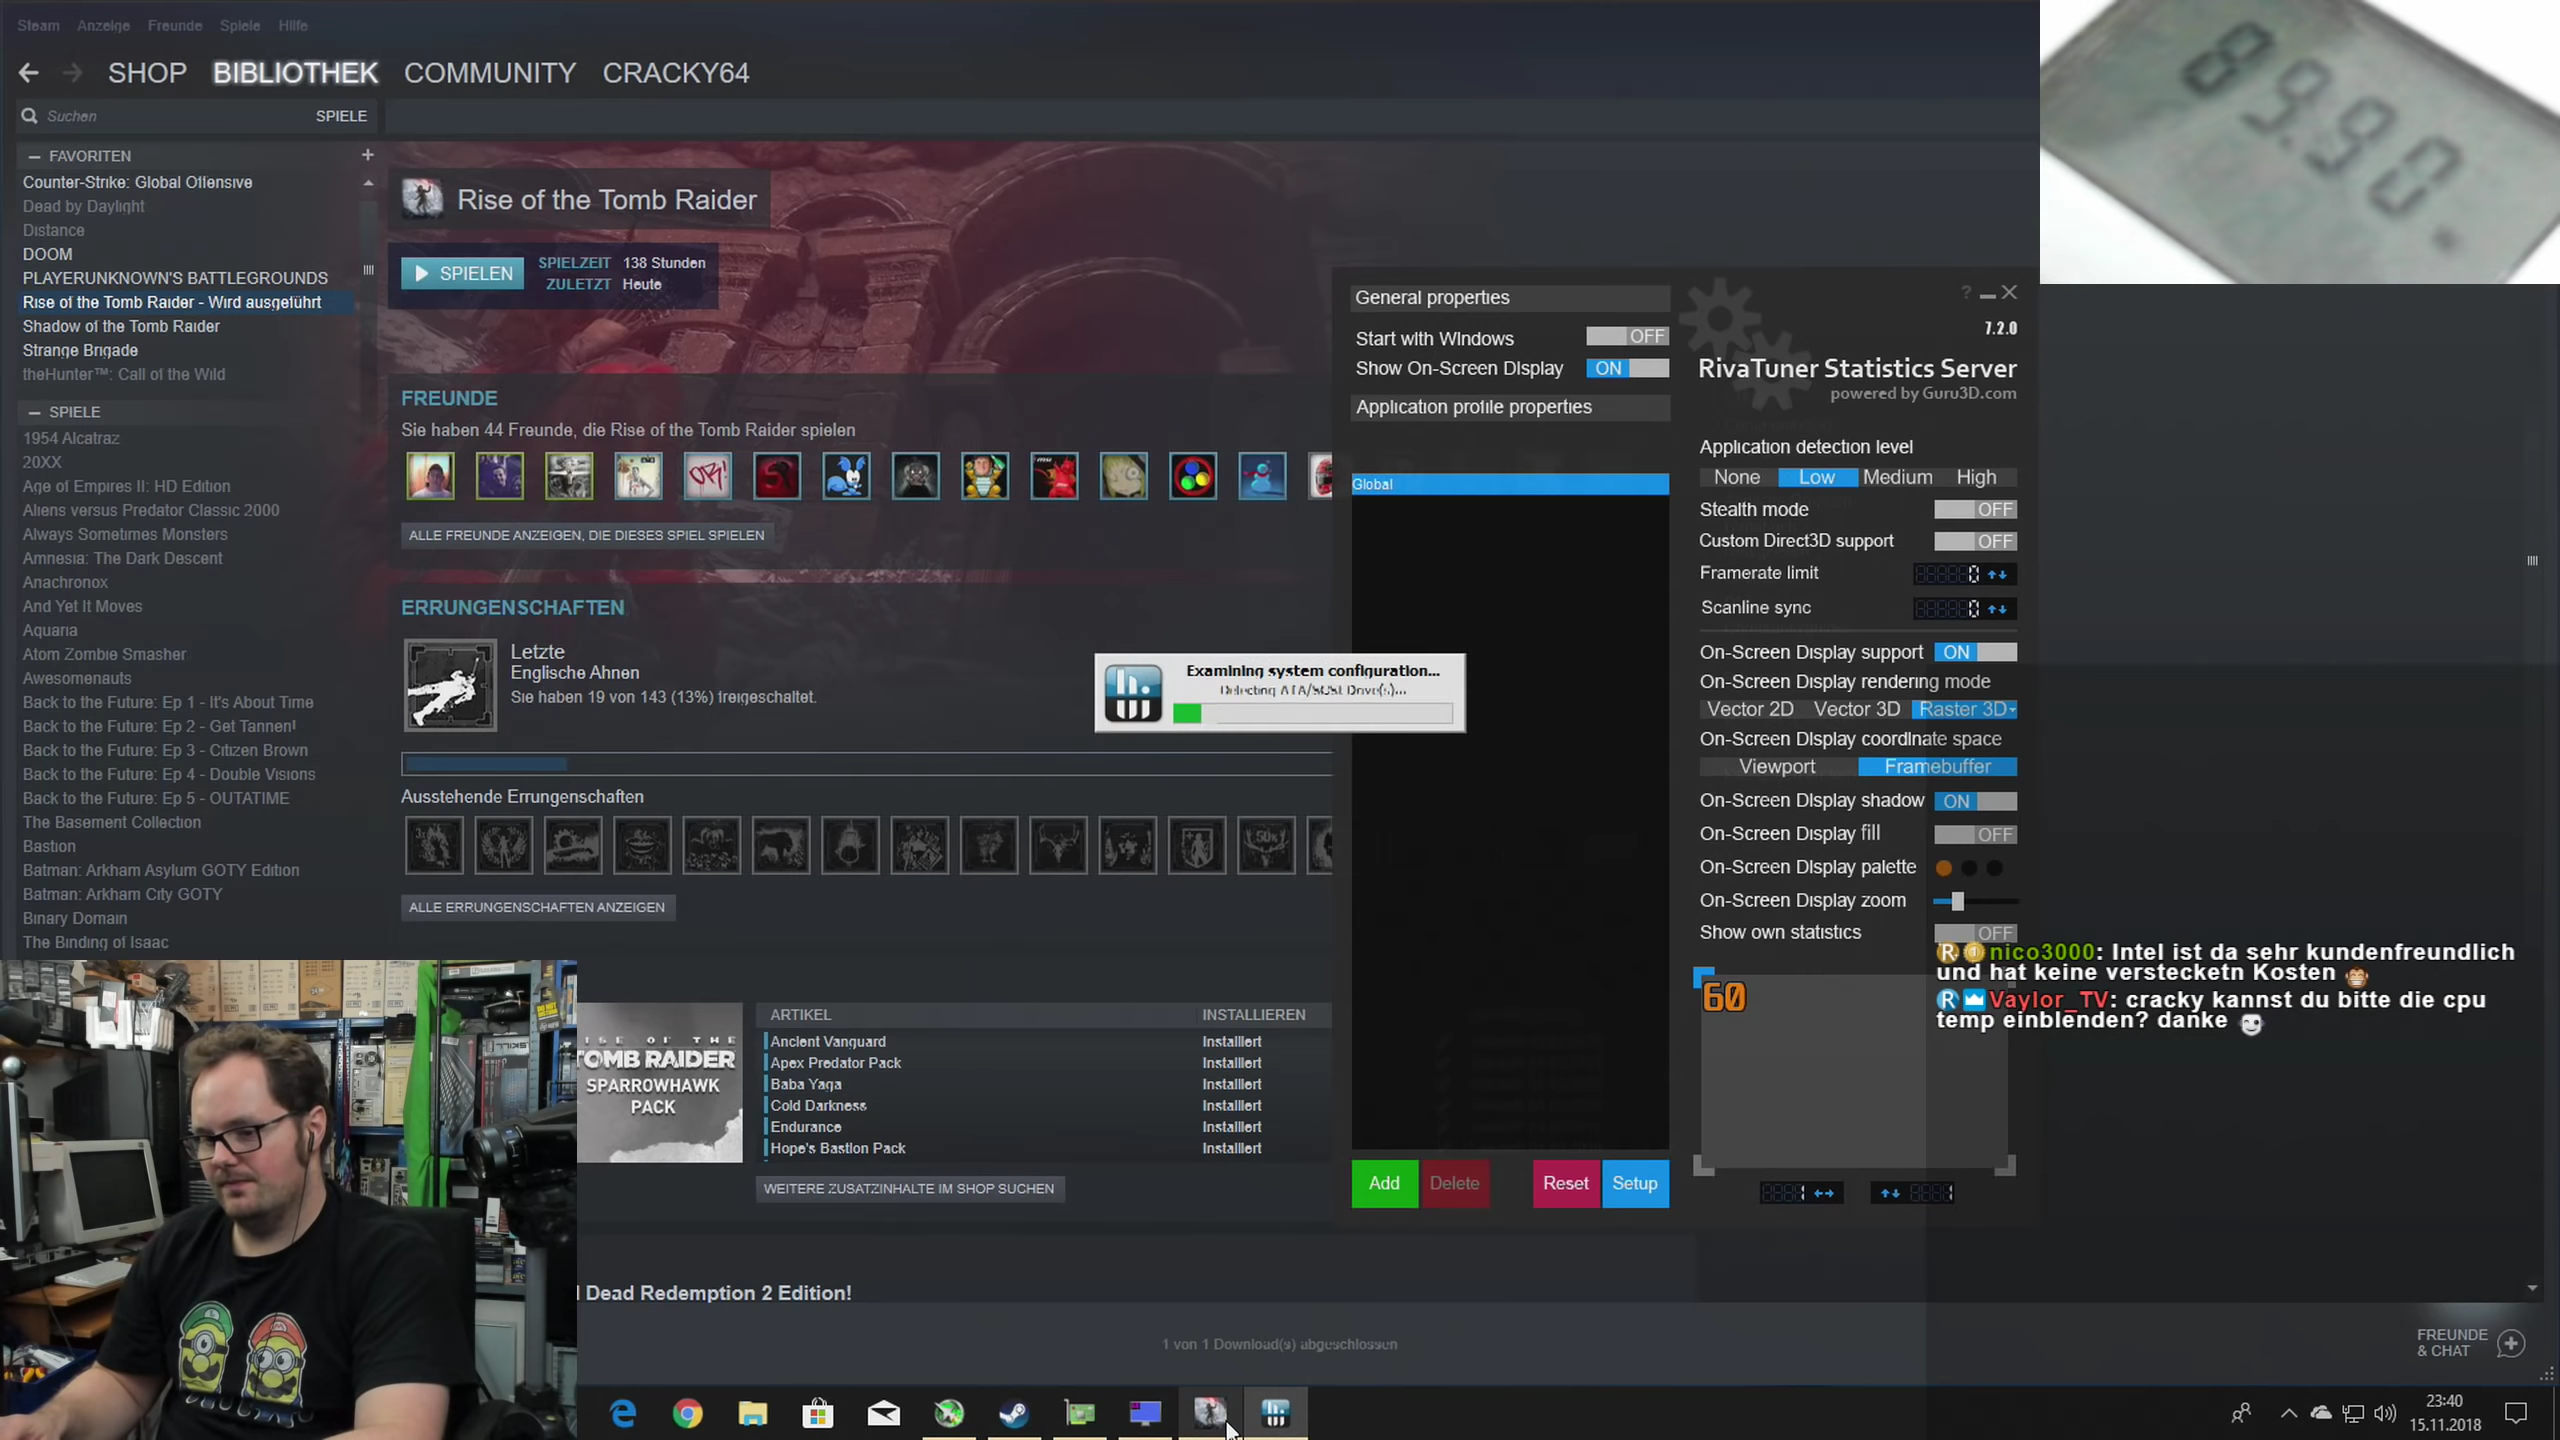 Steam Anzeige Freunde Spiele Hilfe
SHOP BIBLIOTHEK COMMUNITY CRACKY64
Suchen SPIELE
FAVORITEN
Counter-Strike: Global Offensive
Dead by Daylight
Distance
DOOM
PLAYERUNKNOWN'S BATTLEGROUNDS
Rise of the Tomb Raider - Wird ausgeführt
Shadow of the Tomb Raider
Strange Brigade
theHunter™: Call of the Wild
SPIELE
1954 Alcatraz
20XX
Age of Empires II: HD Edition
Aliens versus Predator Classic 2000
Always Sometimes Monsters
Amnesia: The Dark Descent
Anachronox
And Yet It Moves
Aquaria
Atom Zombie Smasher
Awesomenauts
Back to the Future: Ep 1 - It's About Time
Back to the Future: Ep 2 - Get Tannen!
Back to the Future: Ep 3 - Citizen Brown
Back to the Future: Ep 4 - Double Visions
Back to the Future: Ep 5 - OUTATIME
The Basement Collection
Bastion
Batman: Arkham Asylum GOTY Edition
Batman: Arkham City GOTY
Binary Domain
The Binding of Isaac
Rise of the Tomb Raider
SPIELEN
SPIELZEIT 138 Stunden
ZULETZT Heute
FREUNDE
Sie haben 44 Freunde, die Rise of the Tomb Raider spielen
ALLE FREUNDE ANZEIGEN, DIE DIESES SPIEL SPIELEN
ERRUNGENSCHAFTEN
Letzte
Englische Ahnen
Sie haben 19 von 143 (13%) freigeschaltet.
Ausstehende Errungenschaften
ALLE ERRUNGENSCHAFTEN ANZEIGEN
TOMB RAIDER
SPARROWHAWK
PACK
ARTIKEL INSTALLIEREN
Ancient Vanguard Installiert
Apex Predator Pack Installiert
Baba Yaga Installiert
Cold Darkness Installiert
Endurance Installiert
Hope's Bastion Pack Installiert
WEITERE ZUSATZINHALTE IM SHOP SUCHEN
Dead Redemption 2 Edition!
1 von 1 Download(s) abgeschlossen
Examining system configuration...
Detecting ATA/SCSI Drive(s)...
General properties
Start with Windows OFF
Show On-Screen Display ON
Application profile properties
Global
Add Delete Reset Setup
?
7.2.0
RivaTuner Statistics Server
powered by Guru3D.com
Application detection level
None Low Medium High
Stealth mode OFF
Custom Direct3D support OFF
Framerate limit 0
Scanline sync 0
On-Screen Display support ON
On-Screen Display rendering mode
Vector 2D Vector 3D Raster 3D
On-Screen Display coordinate space
Viewport Framebuffer
On-Screen Display shadow ON
On-Screen Display fill OFF
On-Screen Display palette
On-Screen Display zoom
Show own statistics OFF
60
1 1
89.90
nico3000: Intel ist da sehr kundenfreundlich
und hat keine verstecketn Kosten
Vaylor_TV: cracky kannst du bitte die cpu
temp einblenden? danke
FREUNDE
& CHAT
23:40
15.11.2018